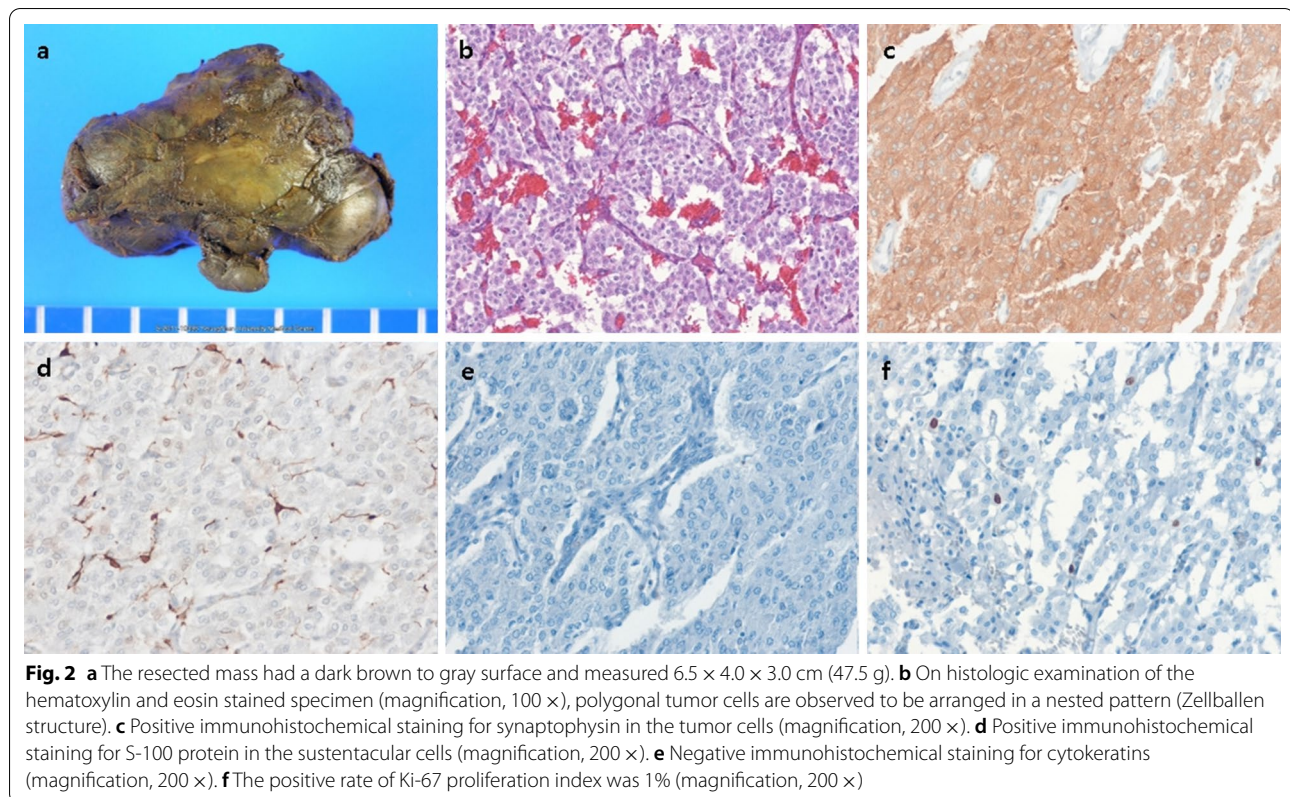 a
b
c
d
e
f
Fig. 2 a The resected mass had a dark brown to gray surface and measured 6.5 × 4.0 × 3.0 cm (47.5 g). b On histologic examination of the
hematoxylin and eosin stained specimen (magnification, 100 ×), polygonal tumor cells are observed to be arranged in a nested pattern (Zellballen
structure). c Positive immunohistochemical staining for synaptophysin in the tumor cells (magnification, 200 ×). d Positive immunohistochemical
staining for S-100 protein in the sustentacular cells (magnification, 200 ×). e Negative immunohistochemical staining for cytokeratins
(magnification, 200 ×). f The positive rate of Ki-67 proliferation index was 1% (magnification, 200 ×)